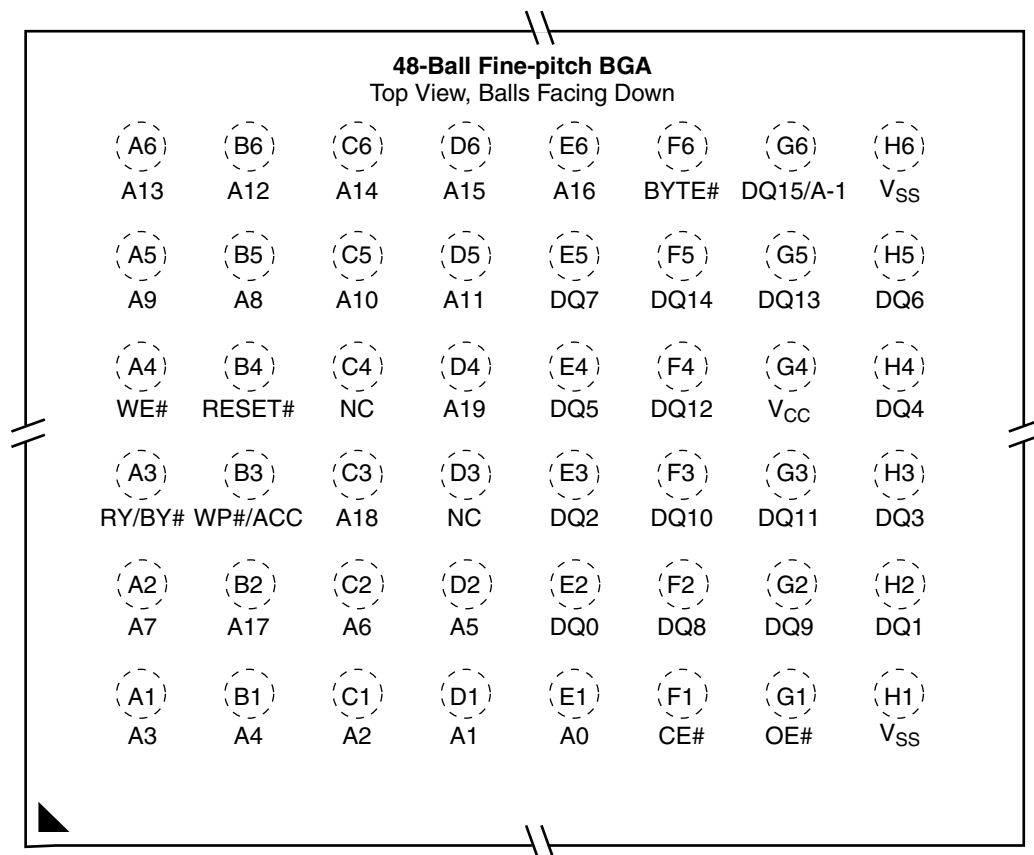 48-Ball Fine-pitch BGA
Top View, Balls Facing Down
A6 B6 C6 D6 E6 F6 G6 H6
A13 A12 A14 A15 A16 BYTE# DQ15/A-1 VSS
A5 B5 C5 D5 E5 F5 G5 H5
A9 A8 A10 A11 DQ7 DQ14 DQ13 DQ6
A4 B4 C4 D4 E4 F4 G4 H4
WE# RESET# NC A19 DQ5 DQ12 VCC DQ4
A3 B3 C3 D3 E3 F3 G3 H3
RY/BY# WP#/ACC A18 NC DQ2 DQ10 DQ11 DQ3
A2 B2 C2 D2 E2 F2 G2 H2
A7 A17 A6 A5 DQ0 DQ8 DQ9 DQ1
A1 B1 C1 D1 E1 F1 G1 H1
A3 A4 A2 A1 A0 CE# OE# VSS